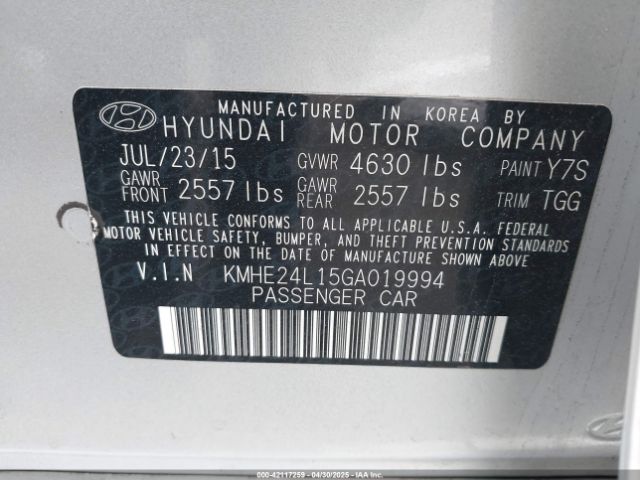 MANUFACTURED IN KOREA BY
HYUNDAI MOTOR COMPANY
JUL/23/15 GVWR 4630 lbs PAINT Y7S
GAWR FRONT 2557 lbs GAWR REAR 2557 lbs TRIM TGG
THIS VEHICLE CONFORMS TO ALL APPLICABLE U.S.A. FEDERAL
MOTOR VEHICLE SAFETY, BUMPER, AND THEFT PREVENTION STANDARDS
IN EFFECT ON THE DATE OF MANUFACTURE SHOWN ABOVE.
V.I.N KMHE24L15GA019994
PASSENGER CAR
000-42117259 - 04/30/2025 - IAAI.COM